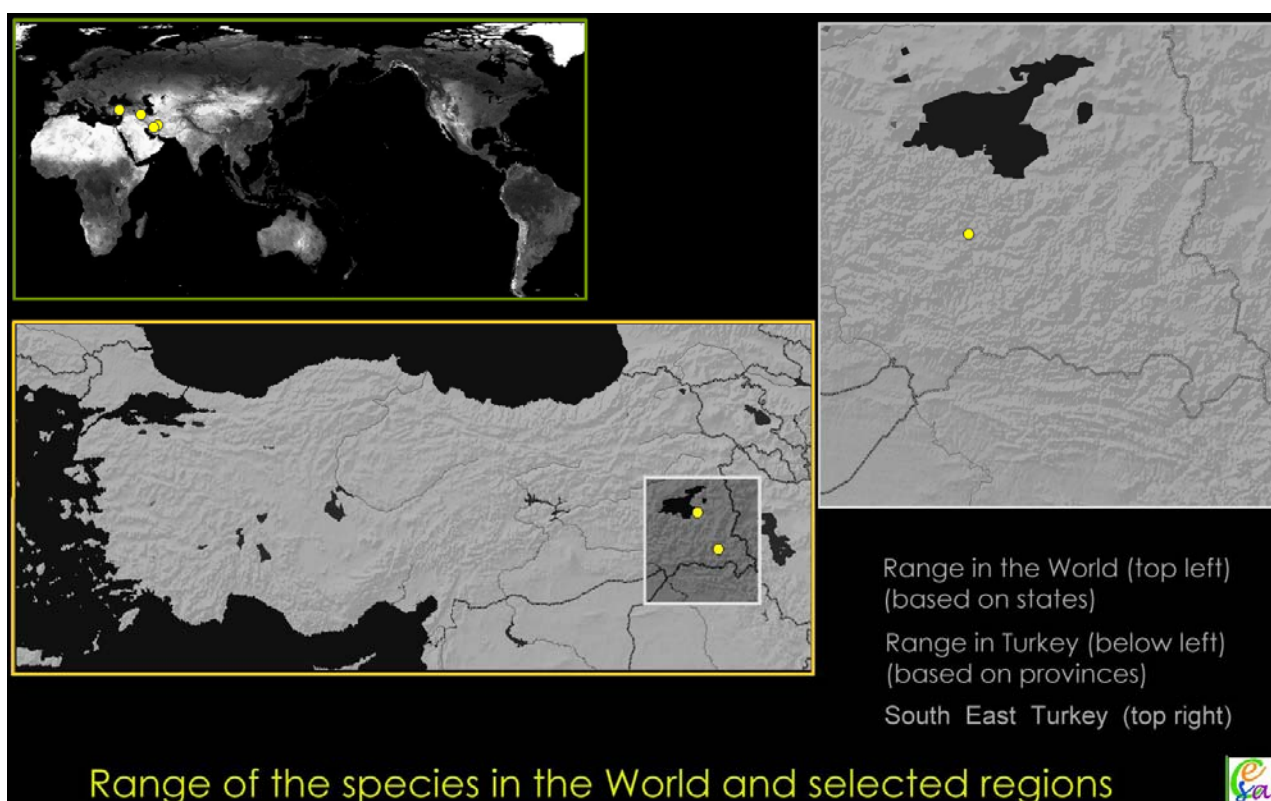 Range in the World (top left)
(based on states)
Range in Turkey (below left)
(based on provinces)
South East Turkey (top right)
Range of the species in the World and selected regions
esa